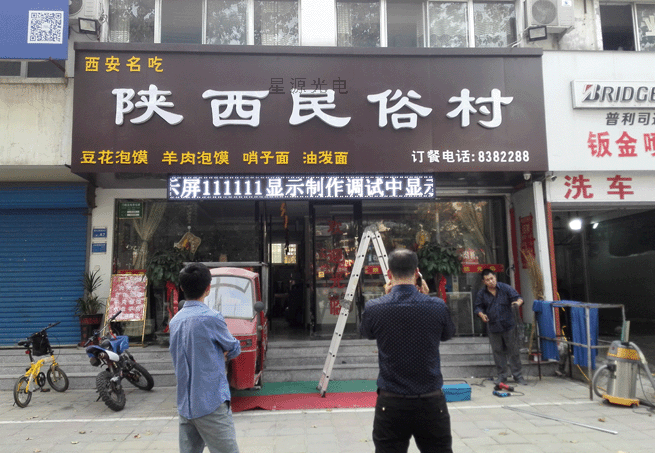 西安名吃
星源光电
陕西民俗村
豆花泡馍 羊肉泡馍 哨子面 油泼面
订餐电话:8382288
屏111111显示制作调试中显示
BRIDGE
普利司
钣金喷
洗车